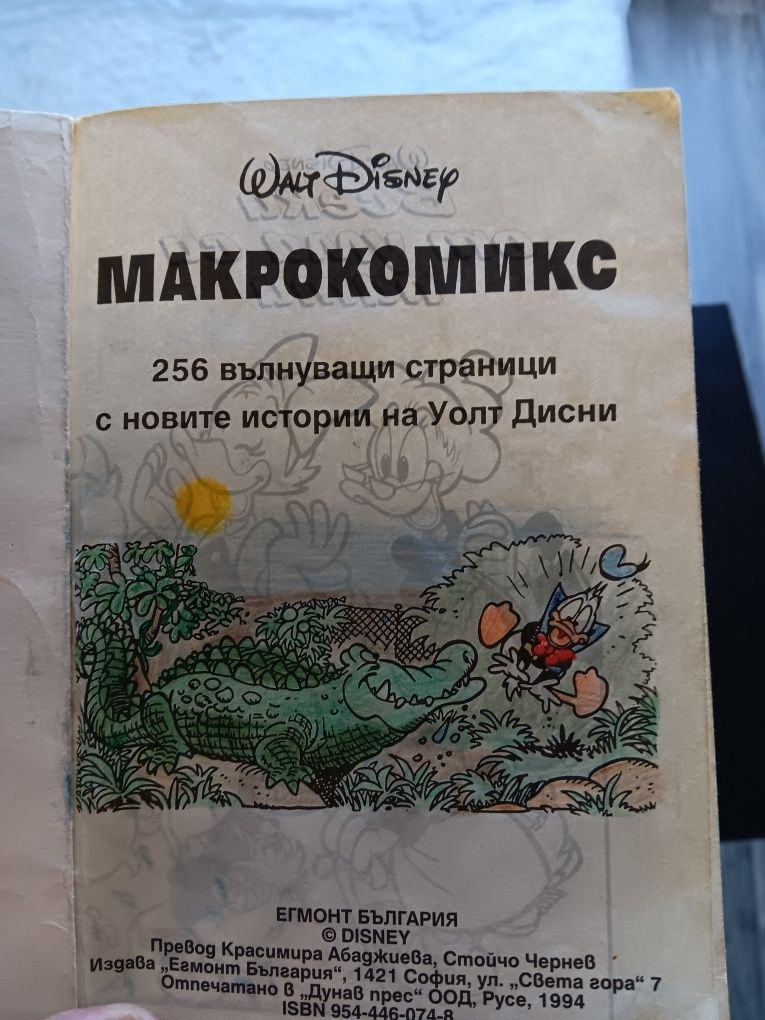 WALT DISNEY
МАКРОКОМИКС
256 вълнуващи страници
с новите истории на Уолт Дисни
ЕГМОНТ БЪЛГАРИЯ
© DISNEY
Превод Красимира Абаджиева, Стойчо Чернев
Издава „Егмонт България“, 1421 София, ул. „Света гора“ 7
Отпечатано в „Дунав прес“ ООД, Русе, 1994
ISBN 954-446-074-8